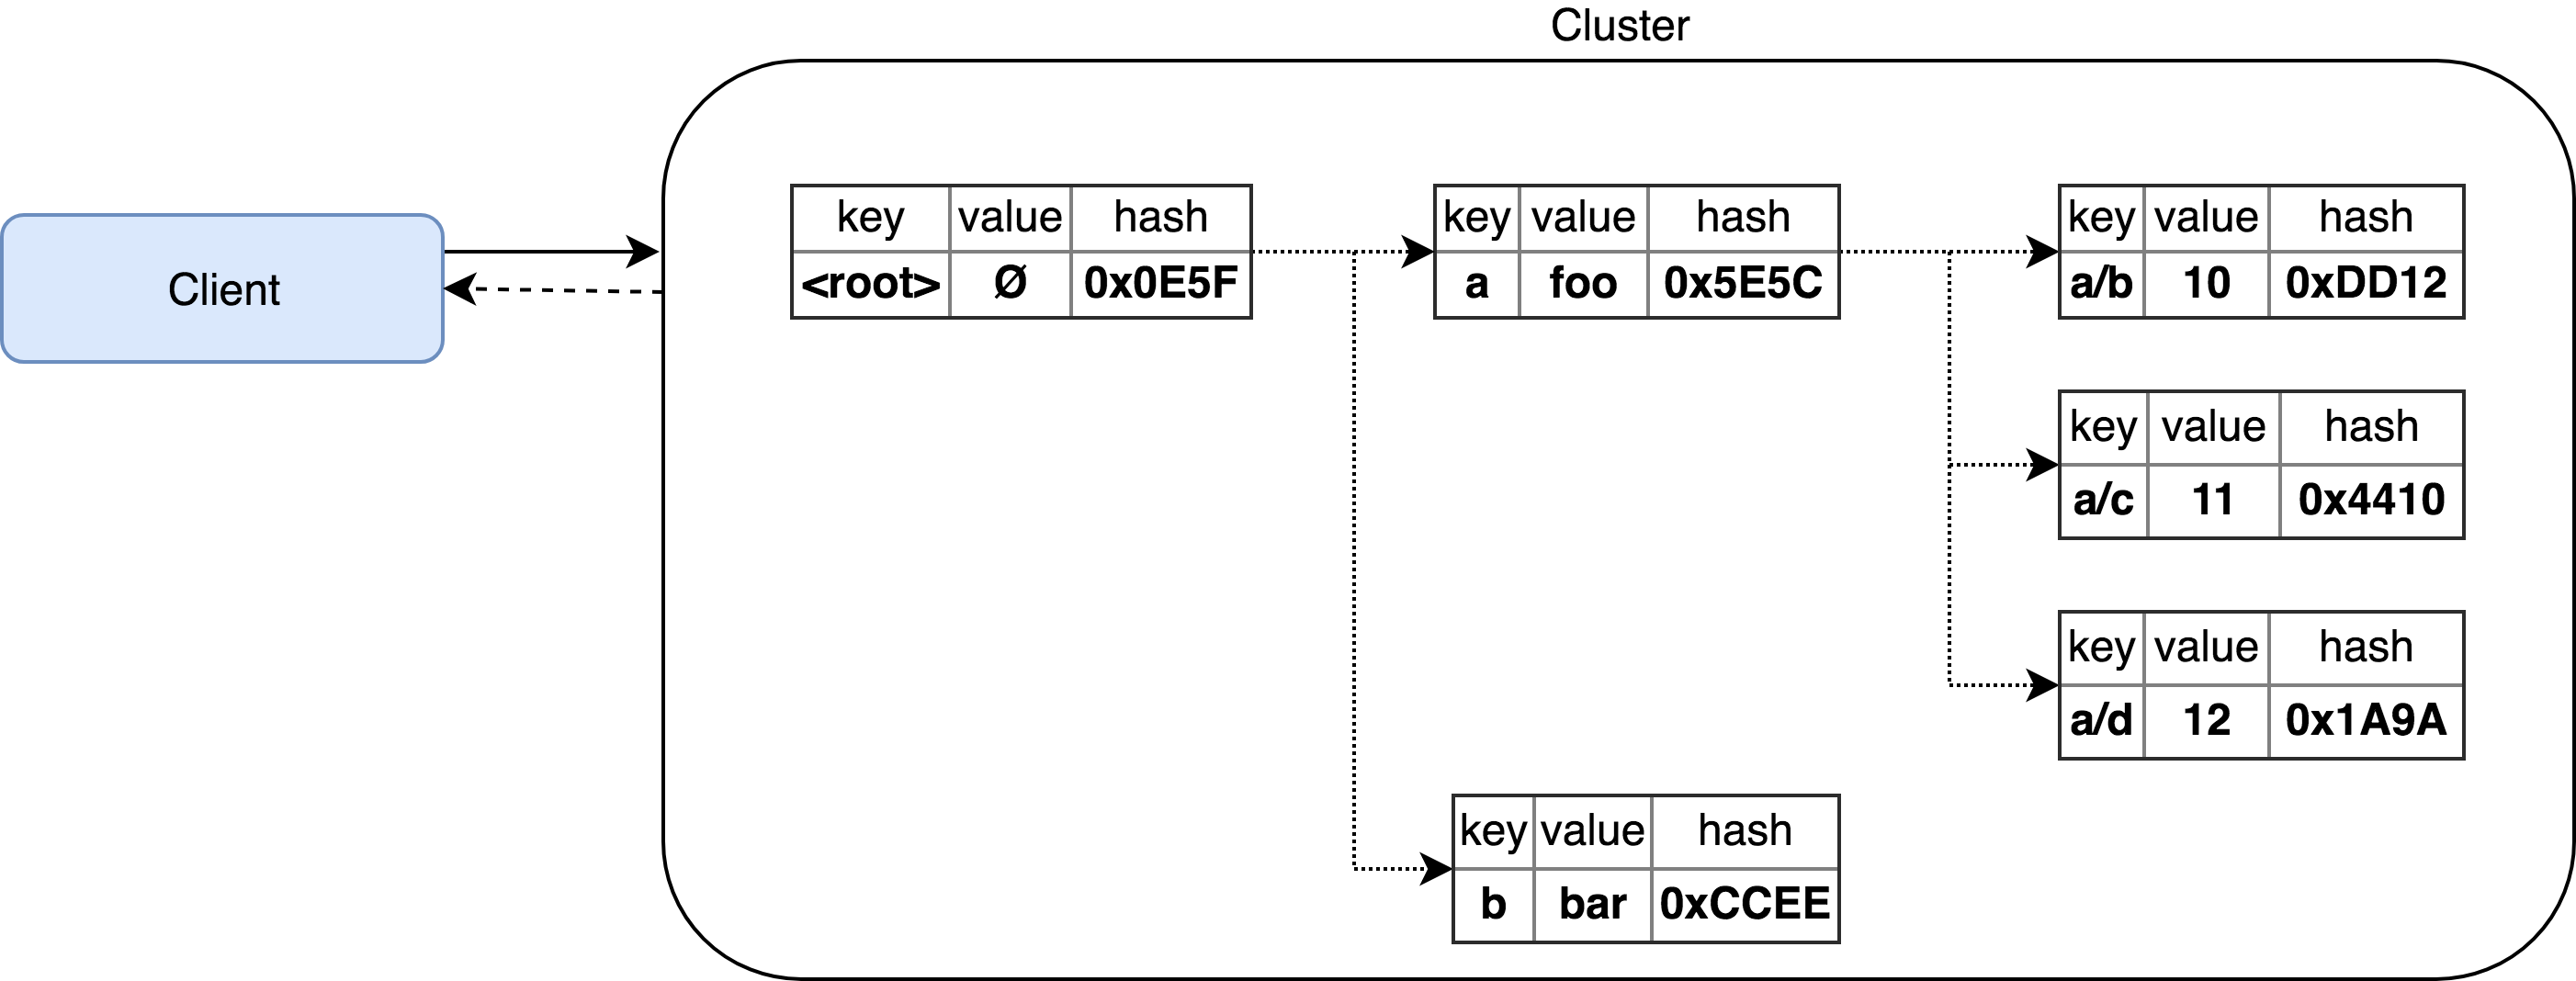 Cluster
Client
key value hash
<root> Ø 0x0E5F
key value hash
a foo 0x5E5C
key value hash
a/b 10 0xDD12
key value hash
a/c 11 0x4410
key value hash
a/d 12 0x1A9A
key value hash
b bar 0xCCEE